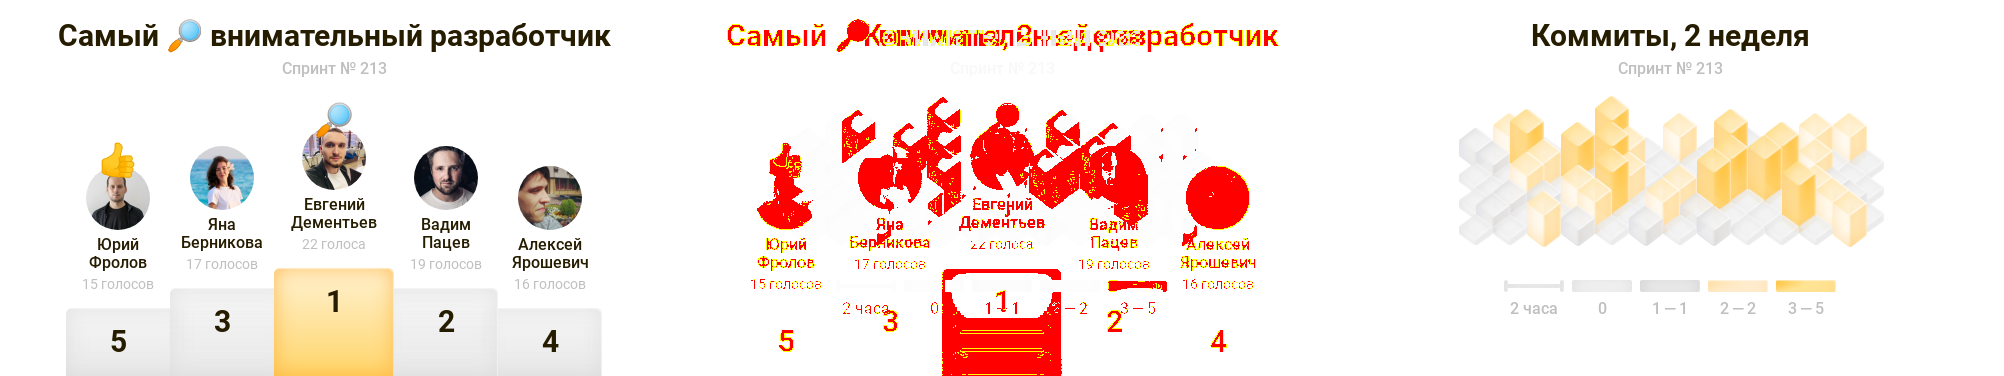 Самый 🔎 внимательный разработчик
Спринт № 213
Юрий
Фролов
15 голосов
Яна
Берникова
17 голосов
Евгений
Дементьев
22 голоса
Вадим
Пацев
19 голосов
Алексей
Ярошевич
16 голосов
5
3
1
2
4
Самый
разработчик
Спринт № 213
Юрий
Фролов
15 голосов
Яна
Берникова
17 голосов
Евгений
Дементьев
22 голоса
Вадим
Пацев
19 голосов
Алексей
Ярошевич
16 голосов
2 часа
0
1 — 1
— 2
3 — 5
5
3
1
2
4
Коммиты, 2 неделя
Спринт № 213
2 часа
0
1 — 1
2 — 2
3 — 5